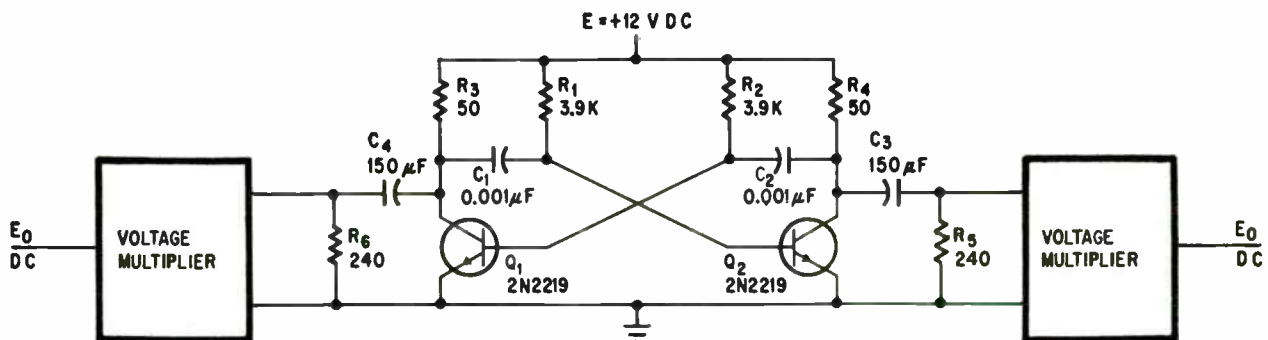 E = +12 V DC
R3
50
R1
3.9K
R2
3.9K
R4
50
C4
150 µF
C1
0.001µF
C2
0.001µF
C3
150 µF
E0
DC
VOLTAGE
MULTIPLIER
R6
240
Q1
2N2219
Q2
2N2219
R5
240
VOLTAGE
MULTIPLIER
E0
DC